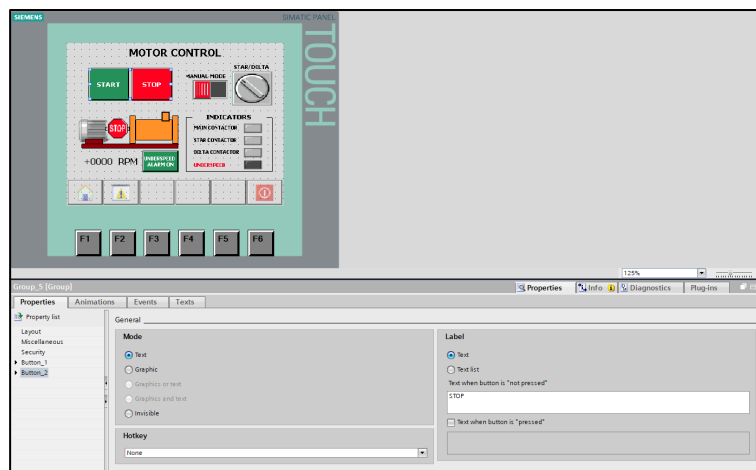 SIEMENS
SIMATIC PANEL
TOUCH
MOTOR CONTROL
STAR/DELTA
START
STOP
MANUAL MODE
INDICATORS
MAIN CONTACTOR
STAR CONTACTOR
DELTA CONTACTOR
UNDERSPEED
STOP
+0000 RPM
UNDERSPEED
ALARM ON
F1 F2 F3 F4 F5 F6
125%
Group_5 [Group]
Properties Info Diagnostics Plug-ins
Properties Animations Events Texts
Property list
Layout
Miscellaneous
Security
Button_1
Button_2
General
Mode
Text
Graphic
Graphics or text
Graphics and text
Invisible
Hotkey
None
Label
Text
Text list
Text when button is "not pressed"
STOP
Text when button is "pressed"